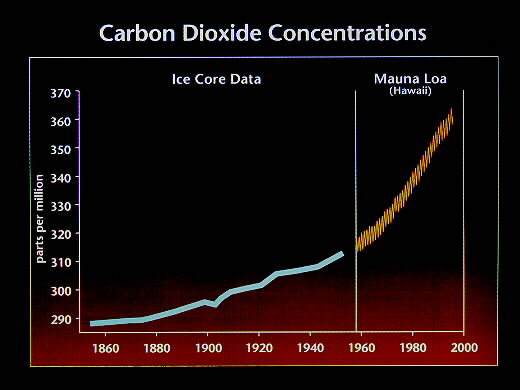 Carbon Dioxide Concentrations
Ice Core Data
Mauna Loa
(Hawaii)
parts per million
370
360
350
340
330
320
310
300
290
1860 1880 1900 1920 1940 1960 1980 2000